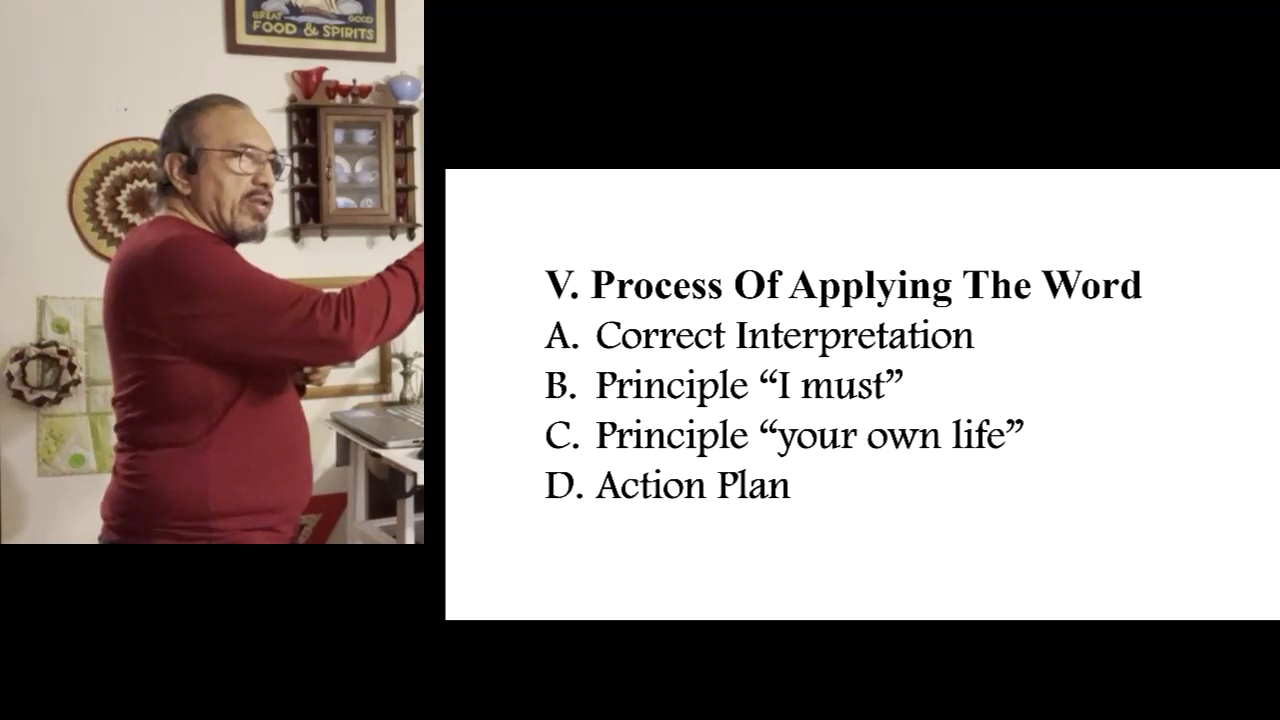 GREAT GOOD
FOOD & SPIRITS
V. Process Of Applying The Word
A. Correct Interpretation
B. Principle “I must”
C. Principle “your own life”
D. Action Plan